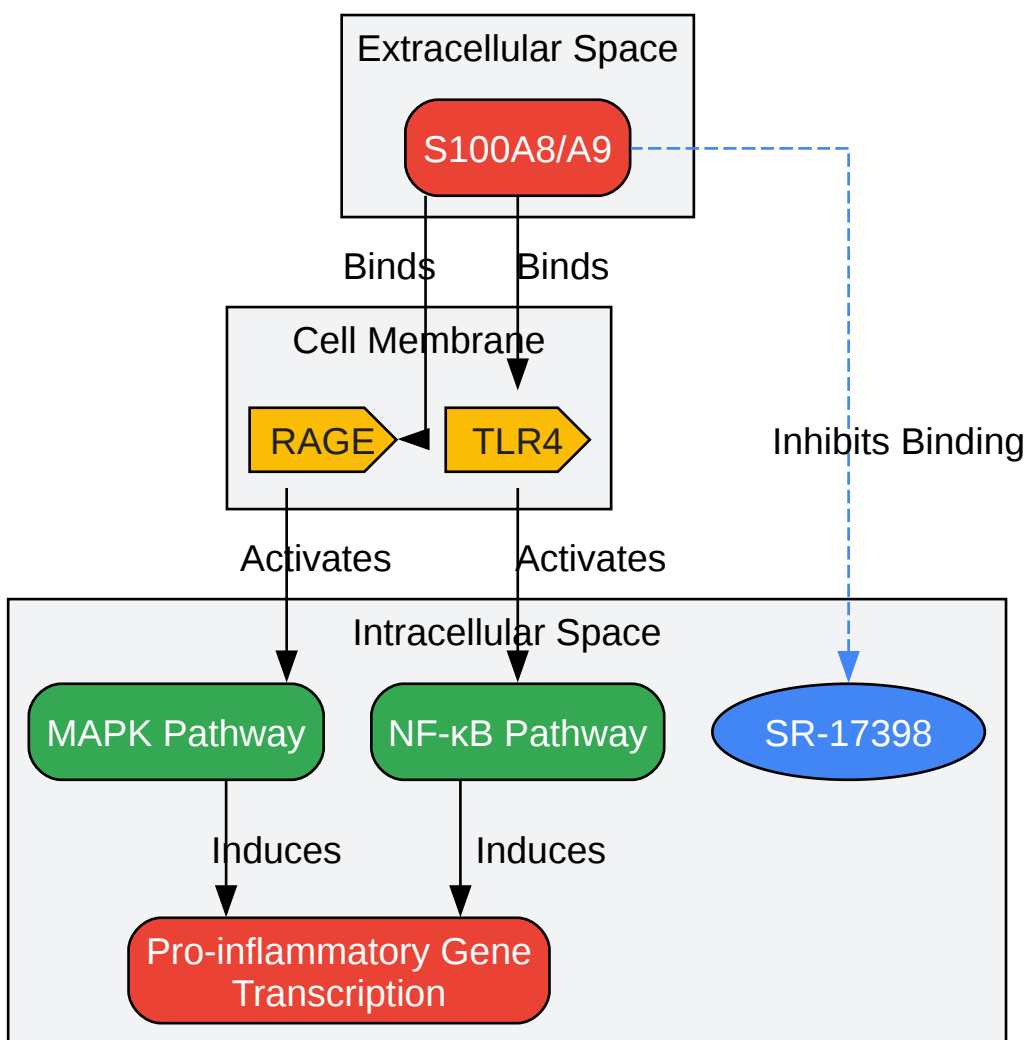 Extracellular Space
S100A8/A9
Binds
Binds
Cell Membrane
RAGE
TLR4
Inhibits Binding
Activates
Activates
Intracellular Space
MAPK Pathway
NF-κB Pathway
SR-17398
Induces
Induces
Pro-inflammatory Gene
Transcription